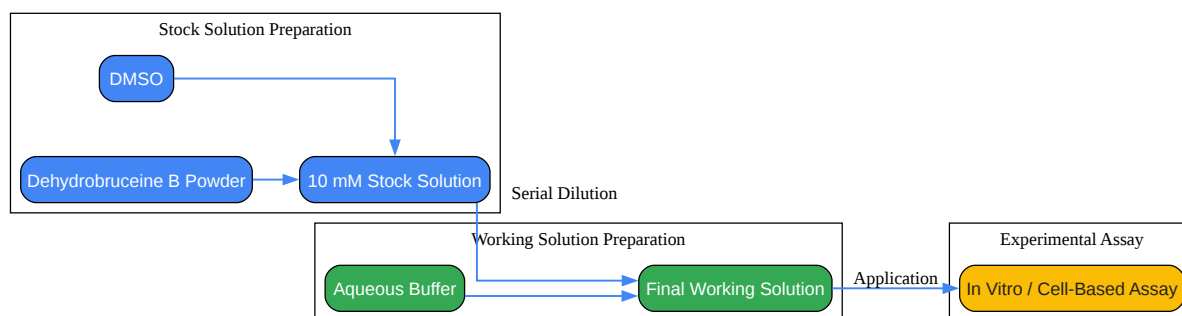 Stock Solution Preparation
DMSO
Dehydrobruceine B Powder
10 mM Stock Solution
Serial Dilution
Working Solution Preparation
Aqueous Buffer
Final Working Solution
Application
Experimental Assay
In Vitro / Cell-Based Assay